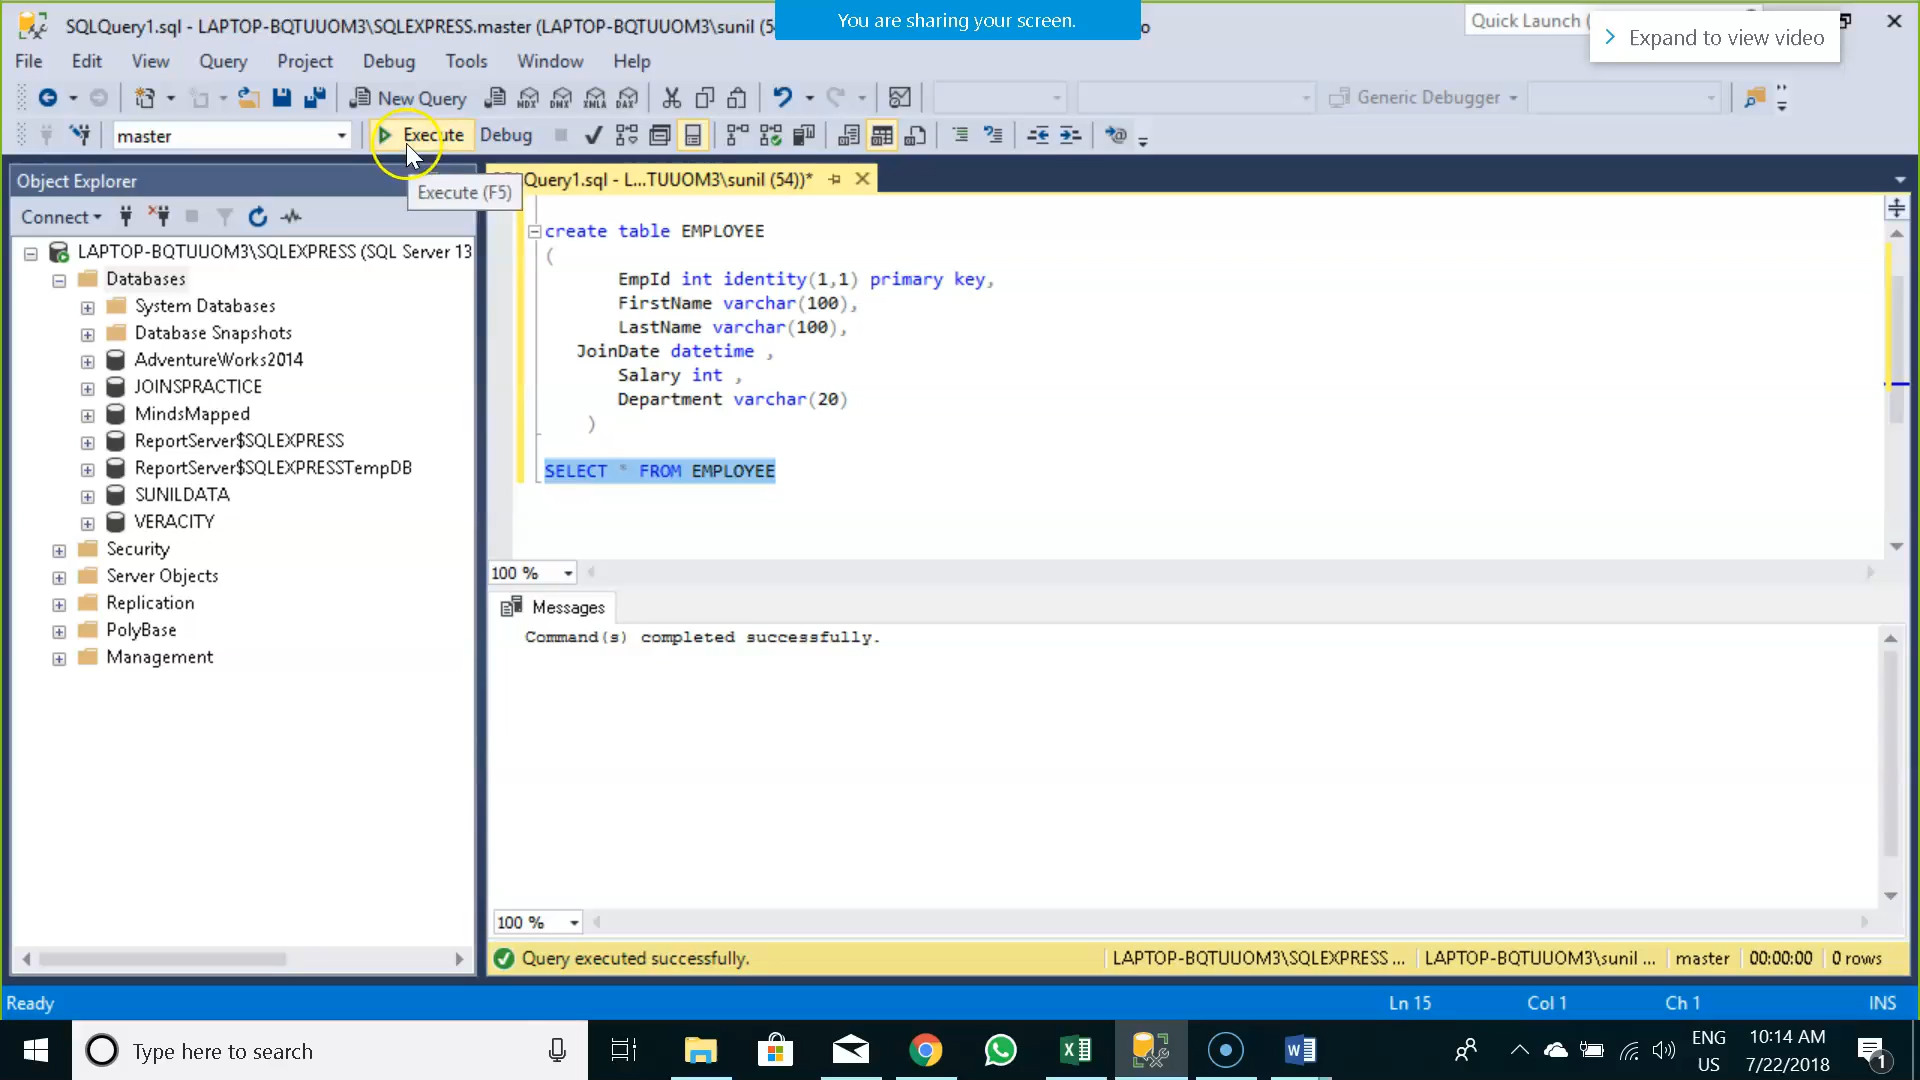 SQLQuery1.sql - LAPTOP-BQTUUOM3\SQLEXPRESS.master (LAPTOP-BQTUUOM3\sunil (5
You are sharing your screen.
Quick Launch (
Expand to view video
File Edit View Query Project Debug Tools Window Help
New Query
MDX DMX XMLA DAX
Generic Debugger
master
Execute Debug
Execute (F5)
Object Explorer
Query1.sql - L...TUUOM3\sunil (54))*
Connect
LAPTOP-BQTUUOM3\SQLEXPRESS (SQL Server 13
Databases
System Databases
Database Snapshots
AdventureWorks2014
JOINSPRACTICE
MindsMapped
ReportServer$SQLEXPRESS
ReportServer$SQLEXPRESSTempDB
SUNILDATA
VERACITY
Security
Server Objects
Replication
PolyBase
Management
create table EMPLOYEE
(
EmpId int identity(1,1) primary key,
FirstName varchar(100),
LastName varchar(100),
JoinDate datetime ,
Salary int ,
Department varchar(20)
)
SELECT * FROM EMPLOYEE
100 %
Messages
Command(s) completed successfully.
100 %
Query executed successfully.
LAPTOP-BQTUUOM3\SQLEXPRESS ... LAPTOP-BQTUUOM3\sunil ... master 00:00:00 0 rows
Ready Ln 15 Col 1 Ch 1 INS
Type here to search
ENG
US
10:14 AM
7/22/2018
1